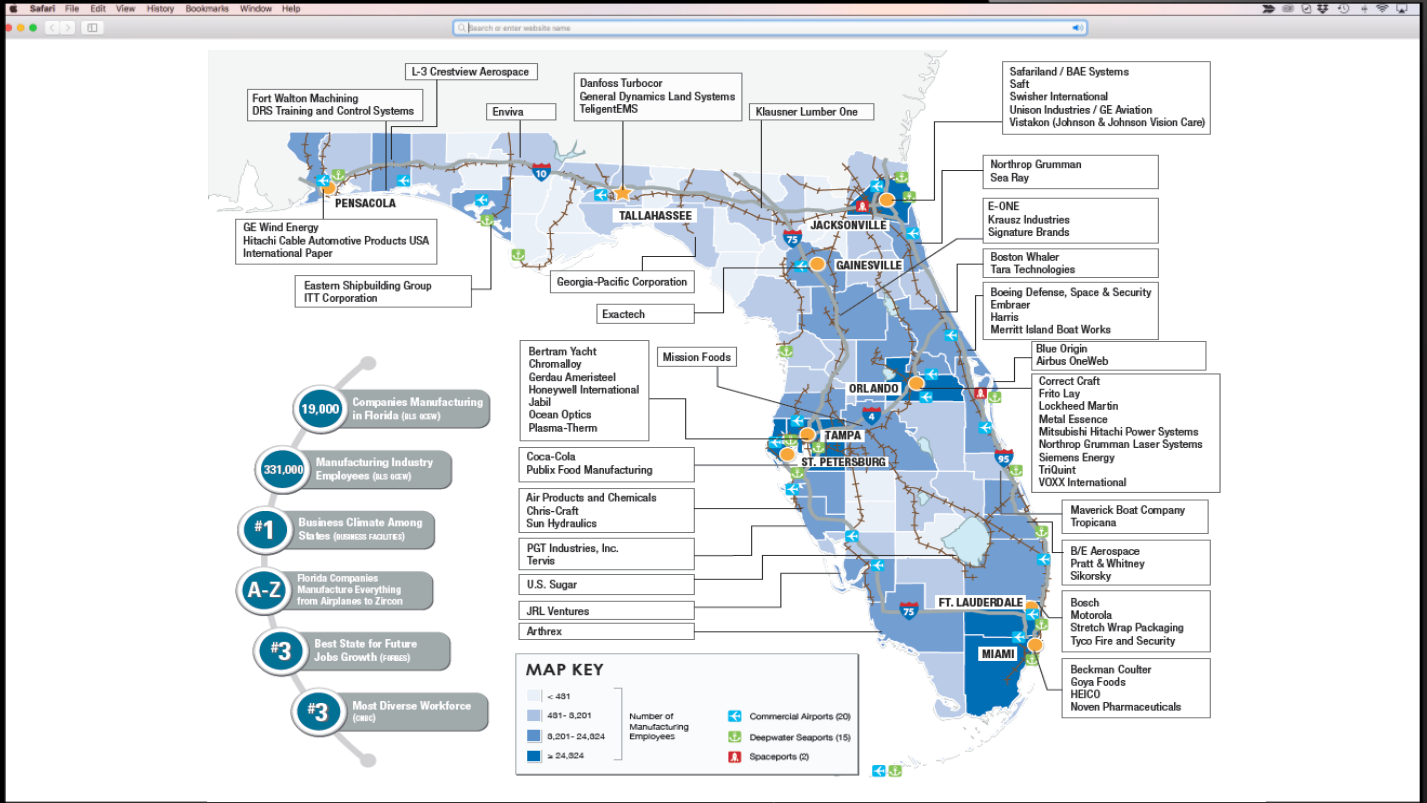 Safari File Edit View History Bookmarks Window Help
Search or enter website name
L-3 Crestview Aerospace
Fort Walton Machining
DRS Training and Control Systems
Enviva
Danfoss Turbocor
General Dynamics Land Systems
TeligentEMS
Klausner Lumber One
Safariland / BAE Systems
Saft
Swisher International
Unison Industries / GE Aviation
Vistakon (Johnson & Johnson Vision Care)
Northrop Grumman
Sea Ray
E-ONE
Krausz Industries
Signature Brands
Boston Whaler
Tara Technologies
Boeing Defense, Space & Security
Embraer
Harris
Merritt Island Boat Works
Blue Origin
Airbus OneWeb
Correct Craft
Frito Lay
Lockheed Martin
Metal Essence
Mitsubishi Hitachi Power Systems
Northrop Grumman Laser Systems
Siemens Energy
TriQuint
VOXX International
Maverick Boat Company
Tropicana
B/E Aerospace
Pratt & Whitney
Sikorsky
Bosch
Motorola
Stretch Wrap Packaging
Tyco Fire and Security
Beckman Coulter
Goya Foods
HEICO
Noven Pharmaceuticals
10
PENSACOLA
TALLAHASSEE
JACKSONVILLE
75
GAINESVILLE
ORLANDO
4
TAMPA
ST. PETERSBURG
95
FT. LAUDERDALE
75
MIAMI
GE Wind Energy
Hitachi Cable Automotive Products USA
International Paper
Eastern Shipbuilding Group
ITT Corporation
Georgia-Pacific Corporation
Exactech
Bertram Yacht
Chromalloy
Gerdau Ameristeel
Honeywell International
Jabil
Ocean Optics
Plasma-Therm
Mission Foods
Coca-Cola
Publix Food Manufacturing
Air Products and Chemicals
Chris-Craft
Sun Hydraulics
PGT Industries, Inc.
Tervis
U.S. Sugar
JRL Ventures
Arthrex
19,000
Companies Manufacturing
in Florida (BLS QCEW)
331,000
Manufacturing Industry
Employees (BLS QCEW)
#1
Business Climate Among
States (BUSINESS FACILITIES)
A-Z
Florida Companies
Manufacture Everything
from Airplanes to Zircon
#3
Best State for Future
Jobs Growth (FORBES)
#3
Most Diverse Workforce
(CNBC)
MAP KEY
< 481
481- 8,201
8,201- 24,824
≥ 24,824
Number of
Manufacturing
Employees
Commercial Airports (20)
Deepwater Seaports (15)
Spaceports (2)